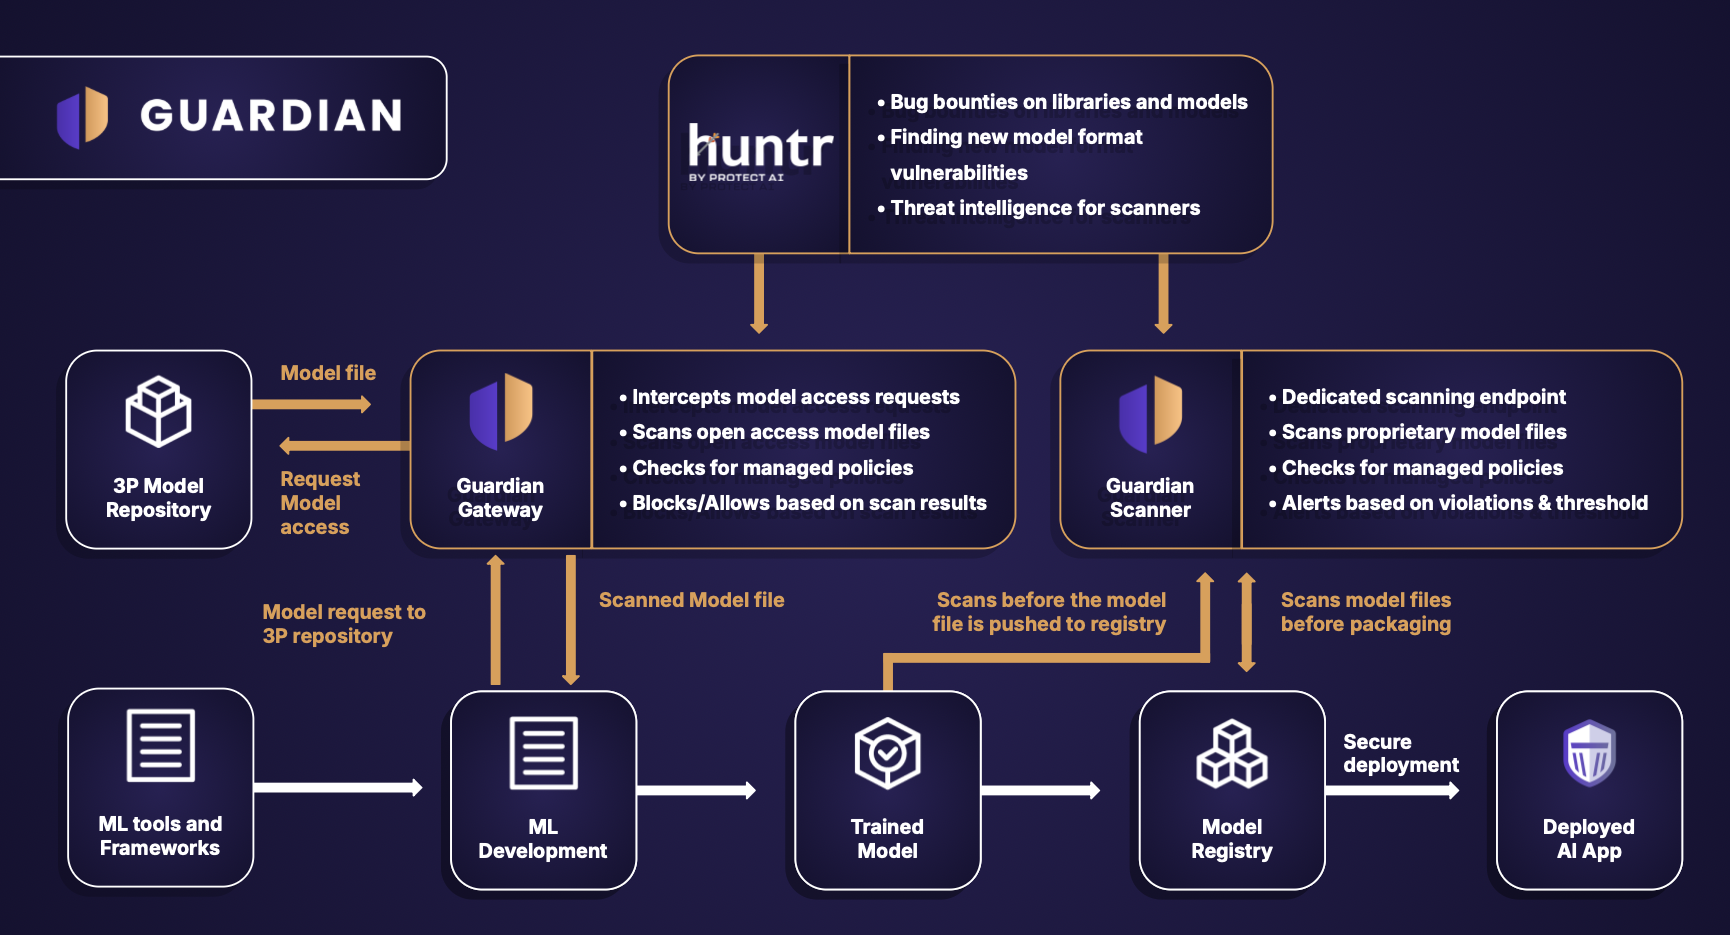 GUARDIAN
huntr
BY PROTECT AI
• Bug bounties on libraries and models
• Finding new model format
vulnerabilities
• Threat intelligence for scanners
3P Model
Repository
Model file
Request
Model
access
Guardian
Gateway
• Intercepts model access requests
• Scans open access model files
• Checks for managed policies
• Blocks/Allows based on scan results
Guardian
Scanner
• Dedicated scanning endpoint
• Scans proprietary model files
• Checks for managed policies
• Alerts based on violations & threshold
Model request to
3P repository
Scanned Model file
Scans before the model
file is pushed to registry
Scans model files
before packaging
ML tools and
Frameworks
ML
Development
Trained
Model
Model
Registry
Secure
deployment
Deployed
AI App